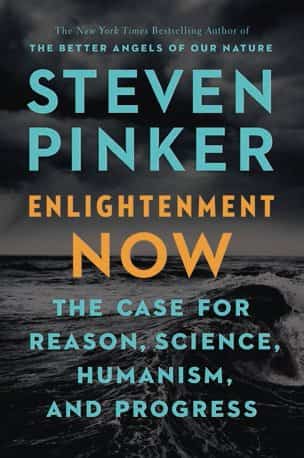 The New York Times Bestselling Author of
THE BETTER ANGELS OF OUR NATURE
STEVEN
PINKER
ENLIGHTENMENT
NOW
THE CASE FOR
REASON, SCIENCE,
HUMANISM,
AND PROGRESS